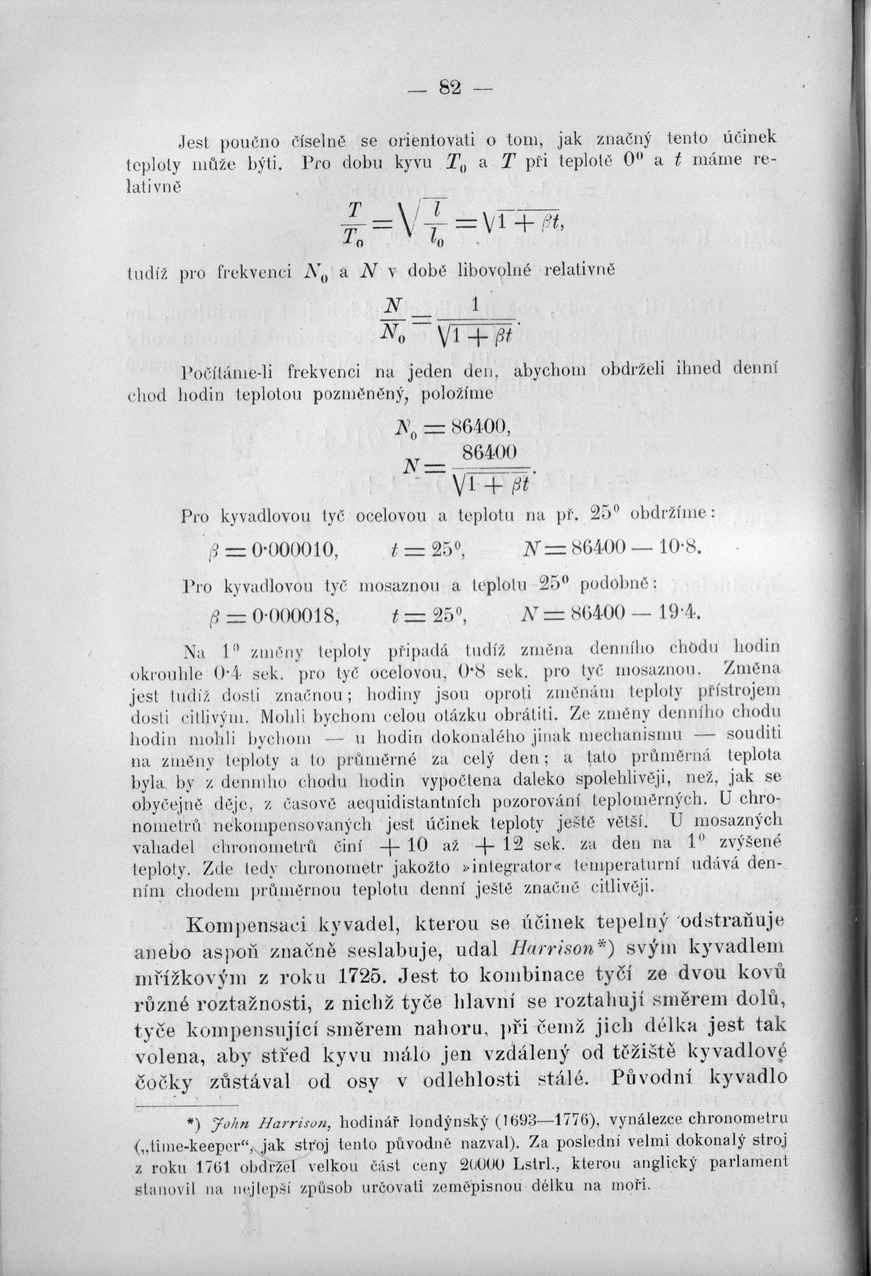 — 82 —
Jest poučno číselně se orientovati o tom, jak značný tento účinek
teploty může býti. Pro dobu kyvu T₀ a T při teplotě 0⁰ a t máme re-
lativně
T/T₀ = √(l/l₀) = √(1 + βt),
tudíž pro frekvenci N₀ a N v době libovolné relativně
N/N₀ = 1/√(1 + βt).
Počítáme-li frekvenci na jeden den, abychom obdrželi ihned denní
chod hodin teplotou pozměněný, položíme
N₀ = 86400,
N = 86400/√(1 + βt).
Pro kyvadlovou tyč ocelovou a teplotu na př. 25⁰ obdržíme:
β = 0·000010, t = 25⁰, N = 86400 — 10·8.
Pro kyvadlovou tyč mosaznou a teplotu 25⁰ podobně:
β = 0·000018, t = 25⁰, N = 86400 — 19·4.
Na 1⁰ změny teploty připadá tudíž změna denního chodu hodin
okrouhle 0·4 sek. pro tyč ocelovou, 0·8 sek. pro tyč mosaznou. Změna
jest tudíž dosti značnou; hodiny jsou oproti změnám teploty přístrojem
dosti citlivým. Mohli bychom celou otázku obrátiti. Ze změny denního chodu
hodin mohli bychom — u hodin dokonalého jinak mechanismu — souditi
na změny teploty a to průměrné za celý den; a tato průměrná teplota
byla by z denního chodu hodin vypočtena daleko spolehlivěji, než, jak se
obyčejně děje, z časově aequidistantních pozorování teploměrných. U chro-
nometrů nekompensovaných jest účinek teploty ještě větší. U mosazných
vahadel chronometrů činí + 10 až + 12 sek. za den na 1⁰ zvýšené
teploty. Zde tedy chronometr jakožto »integrator« temperaturní udává den-
ním chodem průměrnou teplotu denní ještě značně citlivěji.
Kompensaci kyvadel, kterou se účinek tepelný odstraňuje
anebo aspoň značně seslabuje, udal Harrison*) svým kyvadlem
mřížkovým z roku 1725. Jest to kombinace tyčí ze dvou kovů
různé roztažnosti, z nichž tyče hlavní se roztahují směrem dolů,
tyče kompensující směrem nahoru, při čemž jich délka jest tak
volena, aby střed kyvu málo jen vzdálený od těžiště kyvadlové
čočky zůstával od osy v odlehlosti stálé. Původní kyvadlo
*) John Harrison, hodinář londýnský (1693—1776), vynálezce chronometru
(„time-keeper“, jak stroj tento původně nazval). Za poslední velmi dokonalý stroj
z roku 1761 obdržel velkou část ceny 20000 Lstrl., kterou anglický parlament
stanovil na nejlepší způsob určovati zeměpisnou délku na moři.